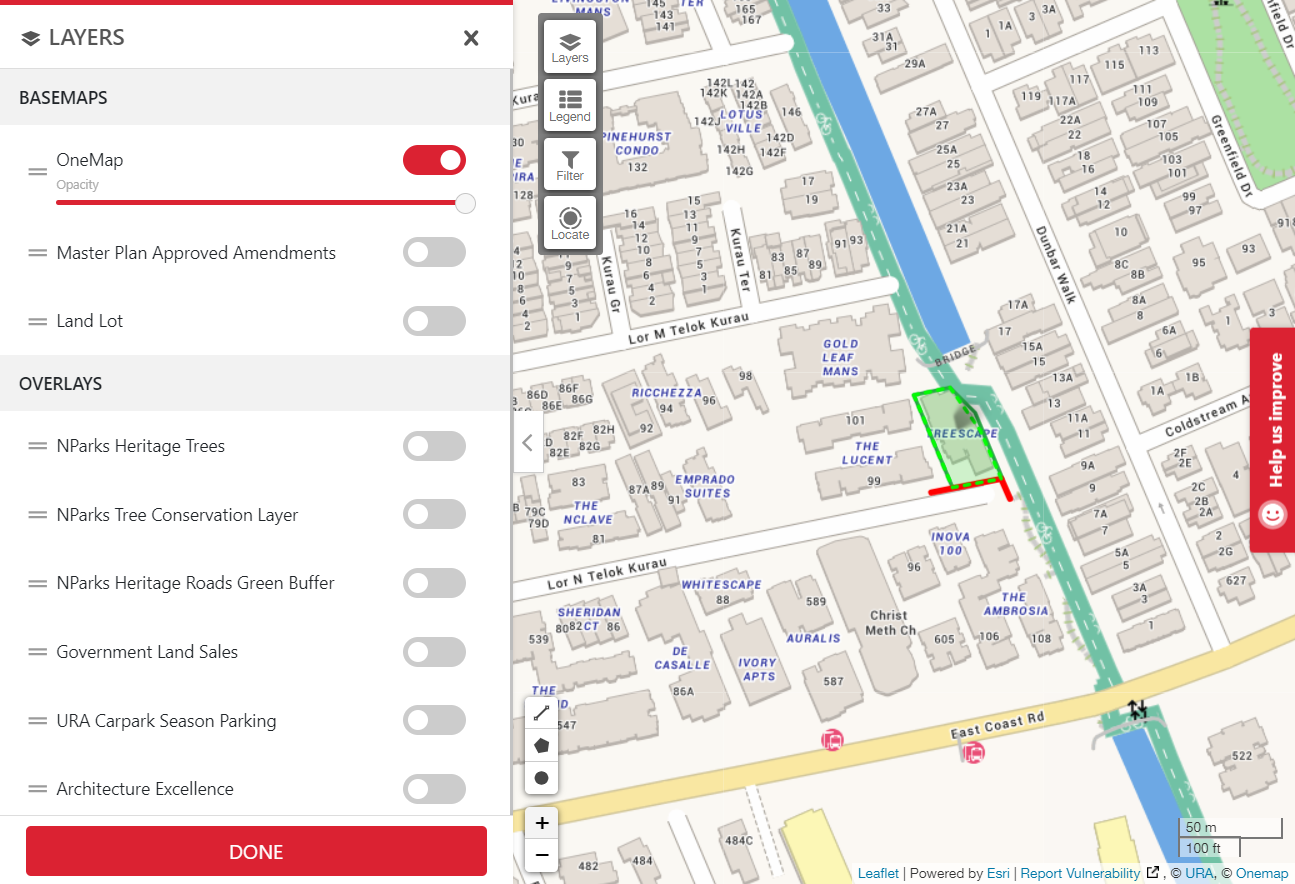 LAYERS
BASEMAPS
OneMap
Opacity
Master Plan Approved Amendments
Land Lot
OVERLAYS
NParks Heritage Trees
NParks Tree Conservation Layer
NParks Heritage Roads Green Buffer
Government Land Sales
URA Carpark Season Parking
Architecture Excellence
DONE
Layers
Legend
Filter
Locate
MANS
145
143
141
TER
165
167
31A
31
29A
1
1A
3
4
Greenfield Dr
113
115
117
119
117A
111
109
107
105
103
101
99
97
22A
22
18
16
14
12
10
8C
8B
8A
8
6A
6
95
93
91B
142L
142
142K
142A
142B
142J
LOTUS
VILLE
146
142D
142H
142F
142G
PINEHURST
CONDO
132
130
128
27A
27
25A
25
23A
23
21A
21
17
19
16
14
12
10
8
6
4
2
15
13
11
9
7
5
3
1
Kurau Gr
Kurau Ter
83
87
89
81
85
91
93
Dunbar Walk
Lor M Telok Kurau
GOLD
LEAF
MANS
BRIDGE
17A
17
15A
15
13A
13
11A
11
9A
9
7A
7
5A
5
3A
3
1
1A
1B
2F
2E
2C
2B
2A
2
2G
4
627
98
86D
86F
86E
86G
RICCHEZZA
94
96
92
82F
82H
82E
82G
101
THE
LUCENT
99
TREESCAPE
83
87A
89
91
EMPRADO
SUITES
THE
NCLAVE
81
79C
79D
INOVA
100
96
Lor N Telok Kurau
WHITESCAPE
88
SHERIDAN
CT
80
82
86
539
589
Christ
Meth Ch
THE
AMBROSIA
605
106
108
AURALIS
DE
CASALLE
86A
IVORY
APTS
587
THE
547
East Coast Rd
522
482
484
484C
+
−
50 m
100 ft
Help us improve
Leaflet | Powered by Esri | Report Vulnerability , © URA, © Onemap